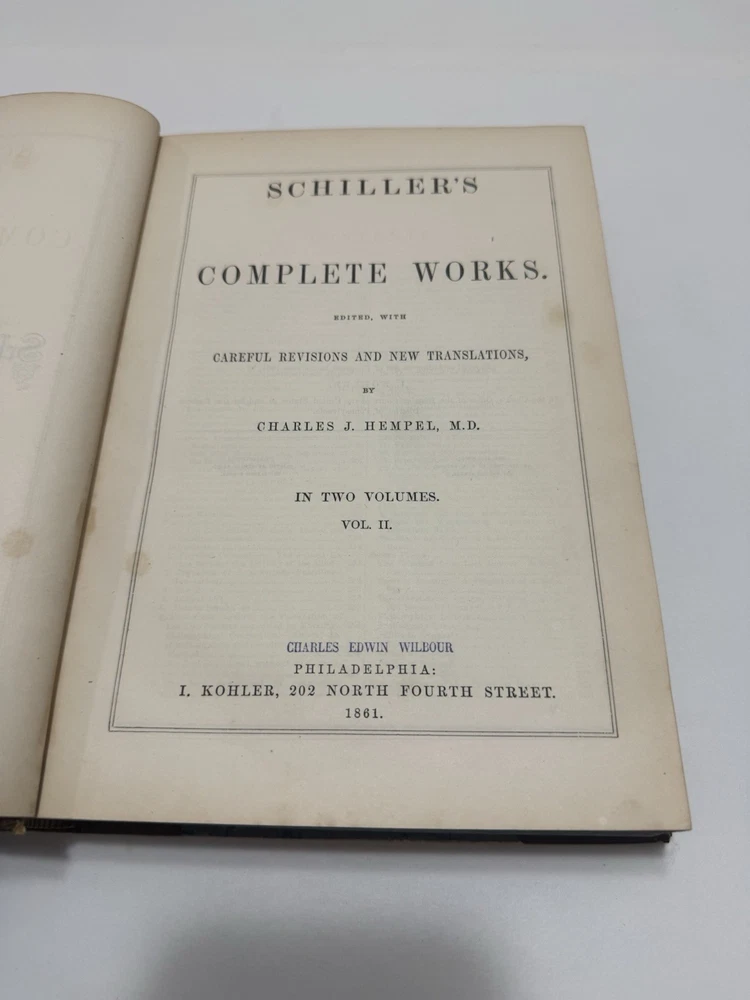 SCHILLER'S
COMPLETE WORKS.
EDITED, WITH
CAREFUL REVISIONS AND NEW TRANSLATIONS,
BY
CHARLES J. HEMPEL, M.D.
IN TWO VOLUMES.
VOL. II.
CHARLES EDWIN WILBOUR
PHILADELPHIA:
I. KOHLER, 202 NORTH FOURTH STREET.
1861.